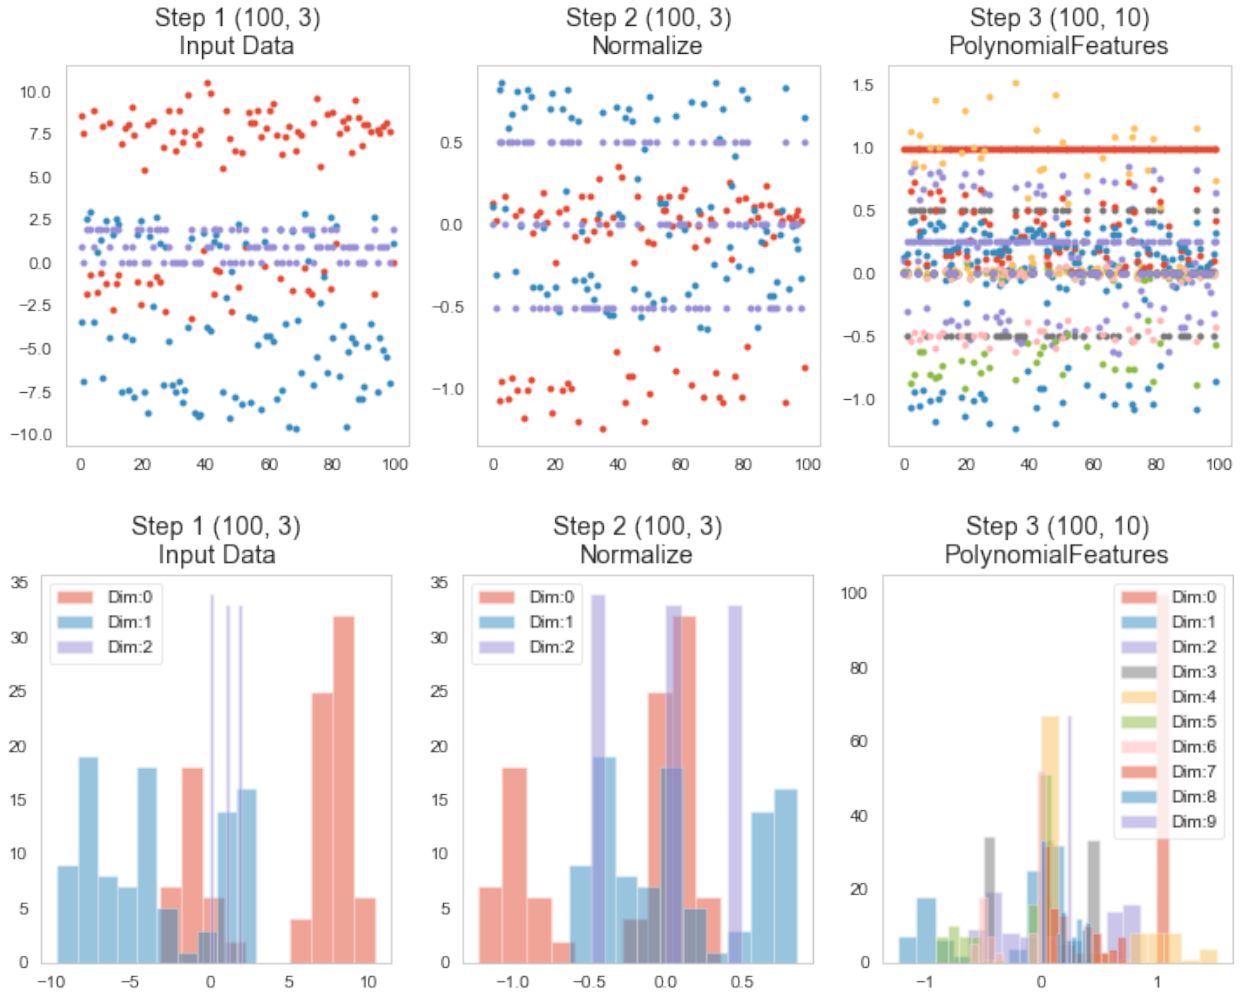 Step 1 (100, 3)
Input Data
10.0
7.5
5.0
2.5
0.0
−2.5
−5.0
−7.5
−10.0
0 20 40 60 80 100
Step 2 (100, 3)
Normalize
0.5
0.0
−0.5
−1.0
0 20 40 60 80 100
Step 3 (100, 10)
PolynomialFeatures
1.5
1.0
0.5
0.0
−0.5
−1.0
0 20 40 60 80 100
Step 1 (100, 3)
Input Data
35
30
25
20
15
10
5
0
Dim:0
Dim:1
Dim:2
−10 −5 0 5 10
Step 2 (100, 3)
Normalize
35
30
25
20
15
10
5
0
Dim:0
Dim:1
Dim:2
−1.0 −0.5 0.0 0.5
Step 3 (100, 10)
PolynomialFeatures
100
80
60
40
20
0
Dim:0
Dim:1
Dim:2
Dim:3
Dim:4
Dim:5
Dim:6
Dim:7
Dim:8
Dim:9
−1 0 1